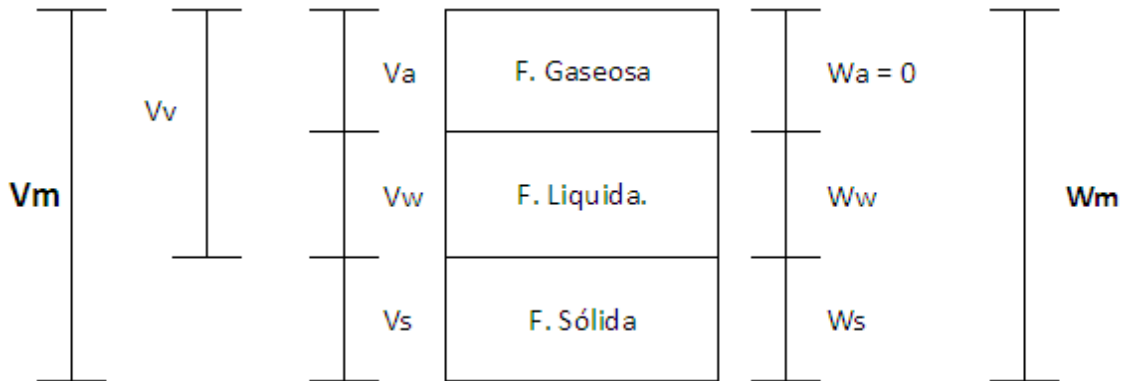 Va F. Gaseosa Wa = 0
Vv
Vm Vw F. Liquida. Ww Wm
Vs F. Sólida Ws